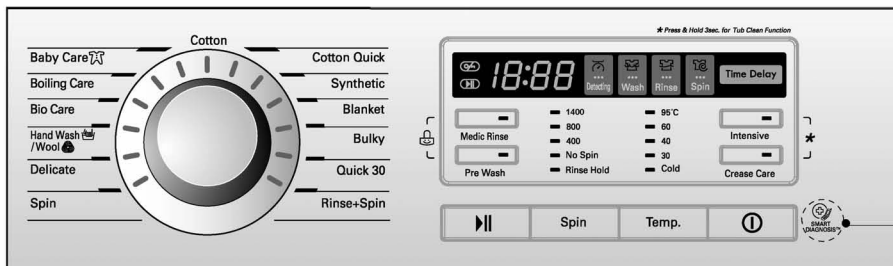 * Press & Hold 3sec. for Tub Clean Function
Cotton
Baby Care
Boiling Care
Bio Care
Hand Wash
/Wool
Delicate
Spin
Cotton Quick
Synthetic
Blanket
Bulky
Quick 30
Rinse+Spin
18:88
Detecting
Wash
Rinse
Spin
Time Delay
Medic Rinse
Pre Wash
1400
800
400
No Spin
Rinse Hold
95℃
60
40
30
Cold
Intensive
*
Crease Care
Spin
Temp.
SMART
DIAGNOSIS™